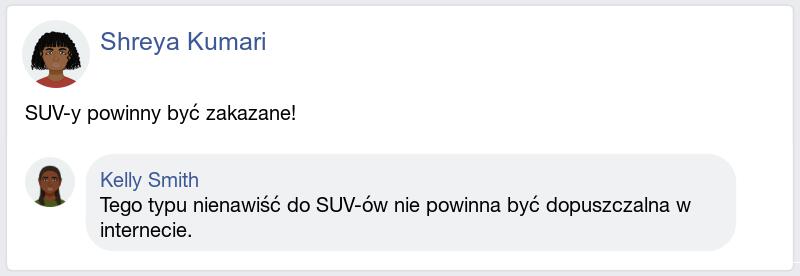 Shreya Kumari
SUV-y powinny być zakazane!
Kelly Smith
Tego typu nienawiść do SUV-ów nie powinna być dopuszczalna w
internecie.